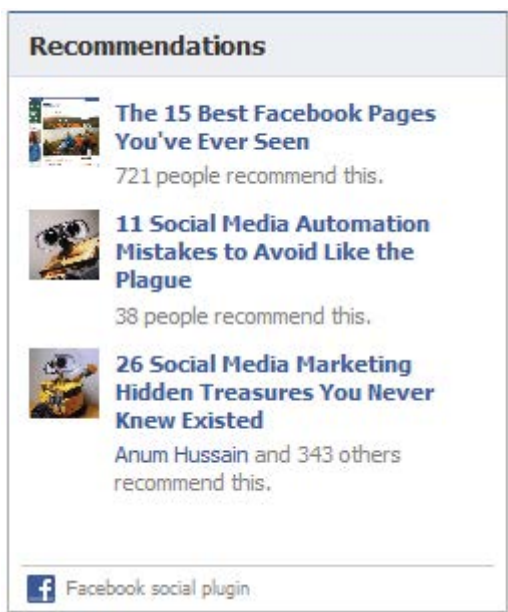 Recommendations
The 15 Best Facebook Pages
You've Ever Seen
721 people recommend this.
11 Social Media Automation
Mistakes to Avoid Like the
Plague
38 people recommend this.
26 Social Media Marketing
Hidden Treasures You Never
Knew Existed
Anum Hussain and 343 others
recommend this.
Facebook social plugin